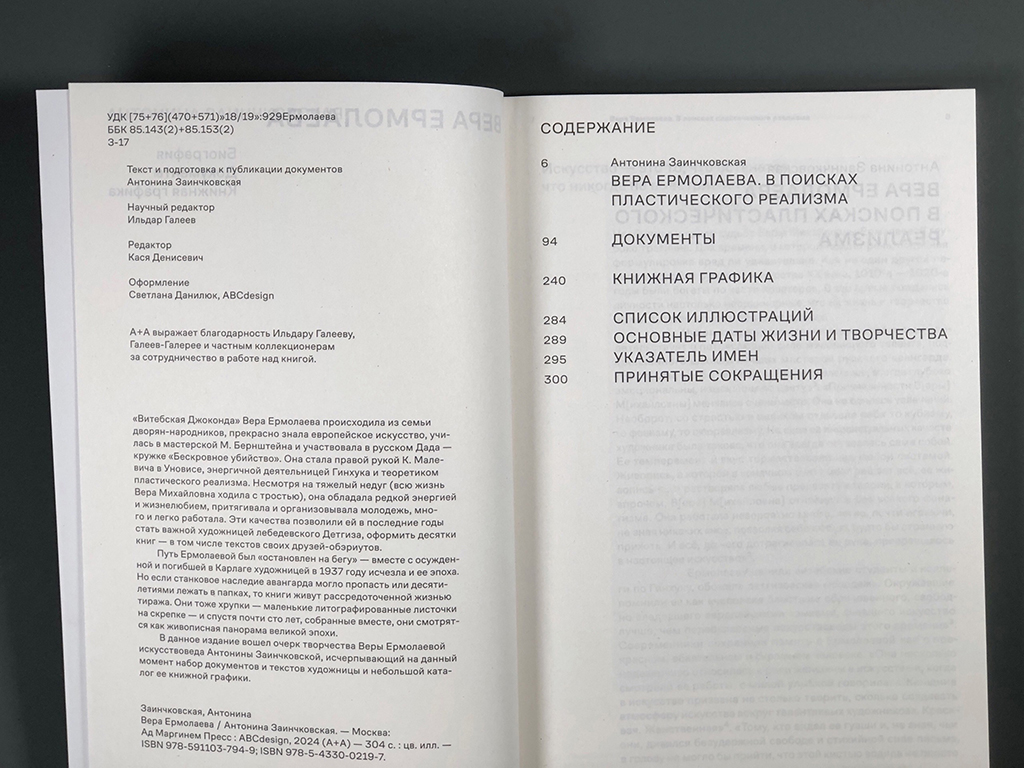 УДК [75+76](470+571)»18/19»:929Ермолаева
ББК 85.143(2)+85.153(2)
З-17
Текст и подготовка к публикации документов
Антонина Заинчковская
Научный редактор
Ильдар Галеев
Редактор
Кася Денисевич
Оформление
Светлана Данилюк, ABCdesign
А+А выражает благодарность Ильдару Галееву,
Галеев-Галерее и частным коллекционерам
за сотрудничество в работе над книгой.
«Витебская Джоконда» Вера Ермолаева происходила из семьи
дворян-народников, прекрасно знала европейское искусство, учи-
лась в мастерской М. Бернштейна и участвовала в русском Дада —
кружке «Бескровное убийство». Она стала правой рукой К. Мале-
вича в Уновисе, энергичной деятельницей Гинхука и теоретиком
пластического реализма. Несмотря на тяжелый недуг (всю жизнь
Вера Михайловна ходила с тростью), она обладала редкой энергией
и жизнелюбием, притягивала и организовывала молодежь, мно-
го и легко работала. Эти качества позволили ей в последние годы
стать важной художницей лебедевского Детгиза, оформить десятки
книг — в том числе текстов своих друзей-обэриутов.
Путь Ермолаевой был «остановлен на бегу» — вместе с осужден-
ной и погибшей в Карлаге художницей в 1937 году исчезла и ее эпоха.
Но если станковое наследие авангарда могло пропасть или десяти-
летиями лежать в папках, то книги живут рассредоточенной жизнью
тиража. Они тоже хрупки — маленькие литографированные листочки
на скрепке — и спустя почти сто лет, собранные вместе, они смотрят-
ся как живописная панорама великой эпохи.
В данное издание вошел очерк творчества Веры Ермолаевой
искусствоведа Антонины Заинчковской, исчерпывающий на данный
момент набор документов и текстов художницы и небольшой ката-
лог ее книжной графики.
Заинчковская, Антонина
Вера Ермолаева / Антонина Заинчковская. — Москва:
Ад Маргинем Пресс : ABCdesign, 2024 (А+А) — 304 с. : цв. илл. —
ISBN 978-591103-794-9; ISBN 978-5-4330-0219-7.
СОДЕРЖАНИЕ
6 Антонина Заинчковская
ВЕРА ЕРМОЛАЕВА. В ПОИСКАХ
ПЛАСТИЧЕСКОГО РЕАЛИЗМА
94 ДОКУМЕНТЫ
240 КНИЖНАЯ ГРАФИКА
284 СПИСОК ИЛЛЮСТРАЦИЙ
289 ОСНОВНЫЕ ДАТЫ ЖИЗНИ И ТВОРЧЕСТВА
295 УКАЗАТЕЛЬ ИМЕН
300 ПРИНЯТЫЕ СОКРАЩЕНИЯ